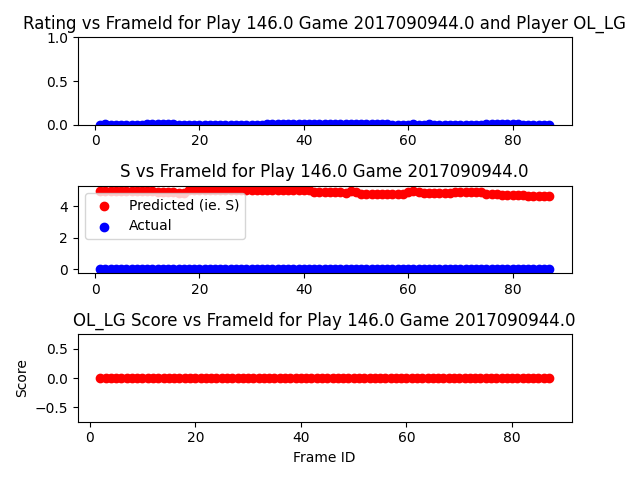 Rating vs FrameId for Play 146.0 Game 2017090944.0 and Player OL_LG
1.0
0.5
0.0
0 20 40 60 80
S vs FrameId for Play 146.0 Game 2017090944.0
4
2
0
Predicted (ie. S)
Actual
0 20 40 60 80
OL_LG Score vs FrameId for Play 146.0 Game 2017090944.0
Score
0.5
0.0
−0.5
0 20 40 60 80
Frame ID